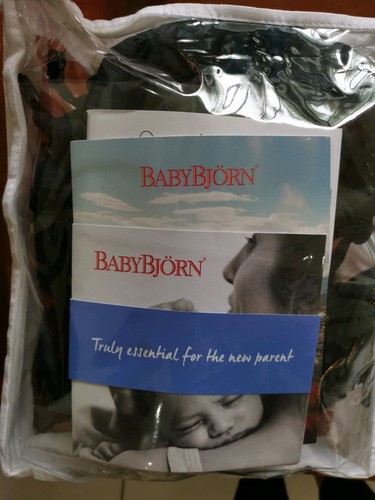 BABYBJÖRN®
BABYBJÖRN®
Truly essential for the new parent